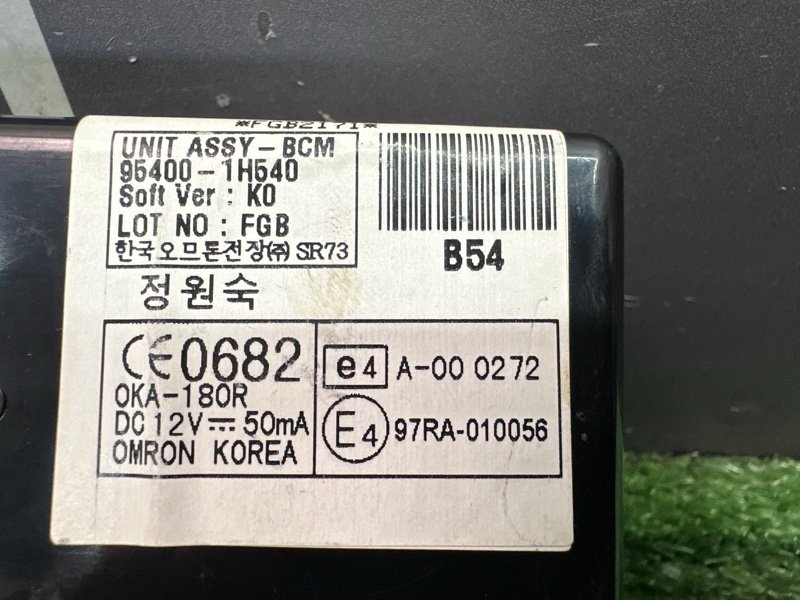 *FGB2171*
UNIT ASSY-BCM
95400-1H540
Soft Ver : K0
LOT NO : FGB
한국오므론전장(주) SR73
B54
정원숙
CE0682
OKA-180R
DC 12V⎓50mA
OMRON KOREA
e4 A-00 0272
E4 97RA-010056